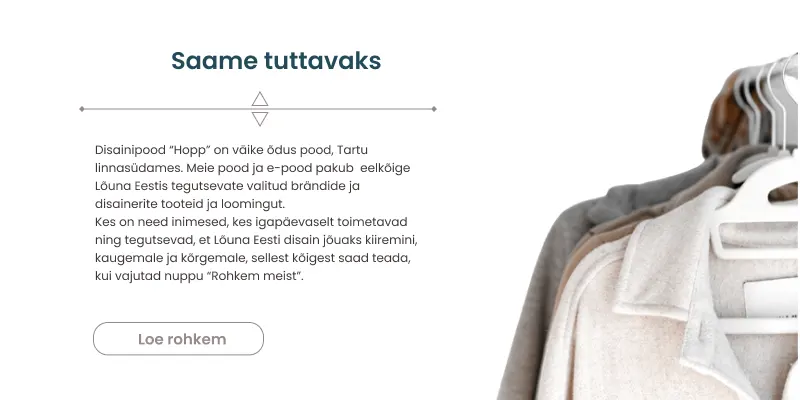 Saame tuttavaks
Disainipood “Hopp” on väike õdus pood, Tartu
linnasüdames. Meie pood ja e-pood pakub  eelkõige
Lõuna Eestis tegutsevate valitud brändide ja
disainerite tooteid ja loomingut.
Kes on need inimesed, kes igapäevaselt toimetavad
ning tegutsevad, et Lõuna Eesti disain jõuaks kiiremini,
kaugemale ja kõrgemale, sellest kõigest saad teada,
kui vajutad nuppu “Rohkem meist”.
Loe rohkem